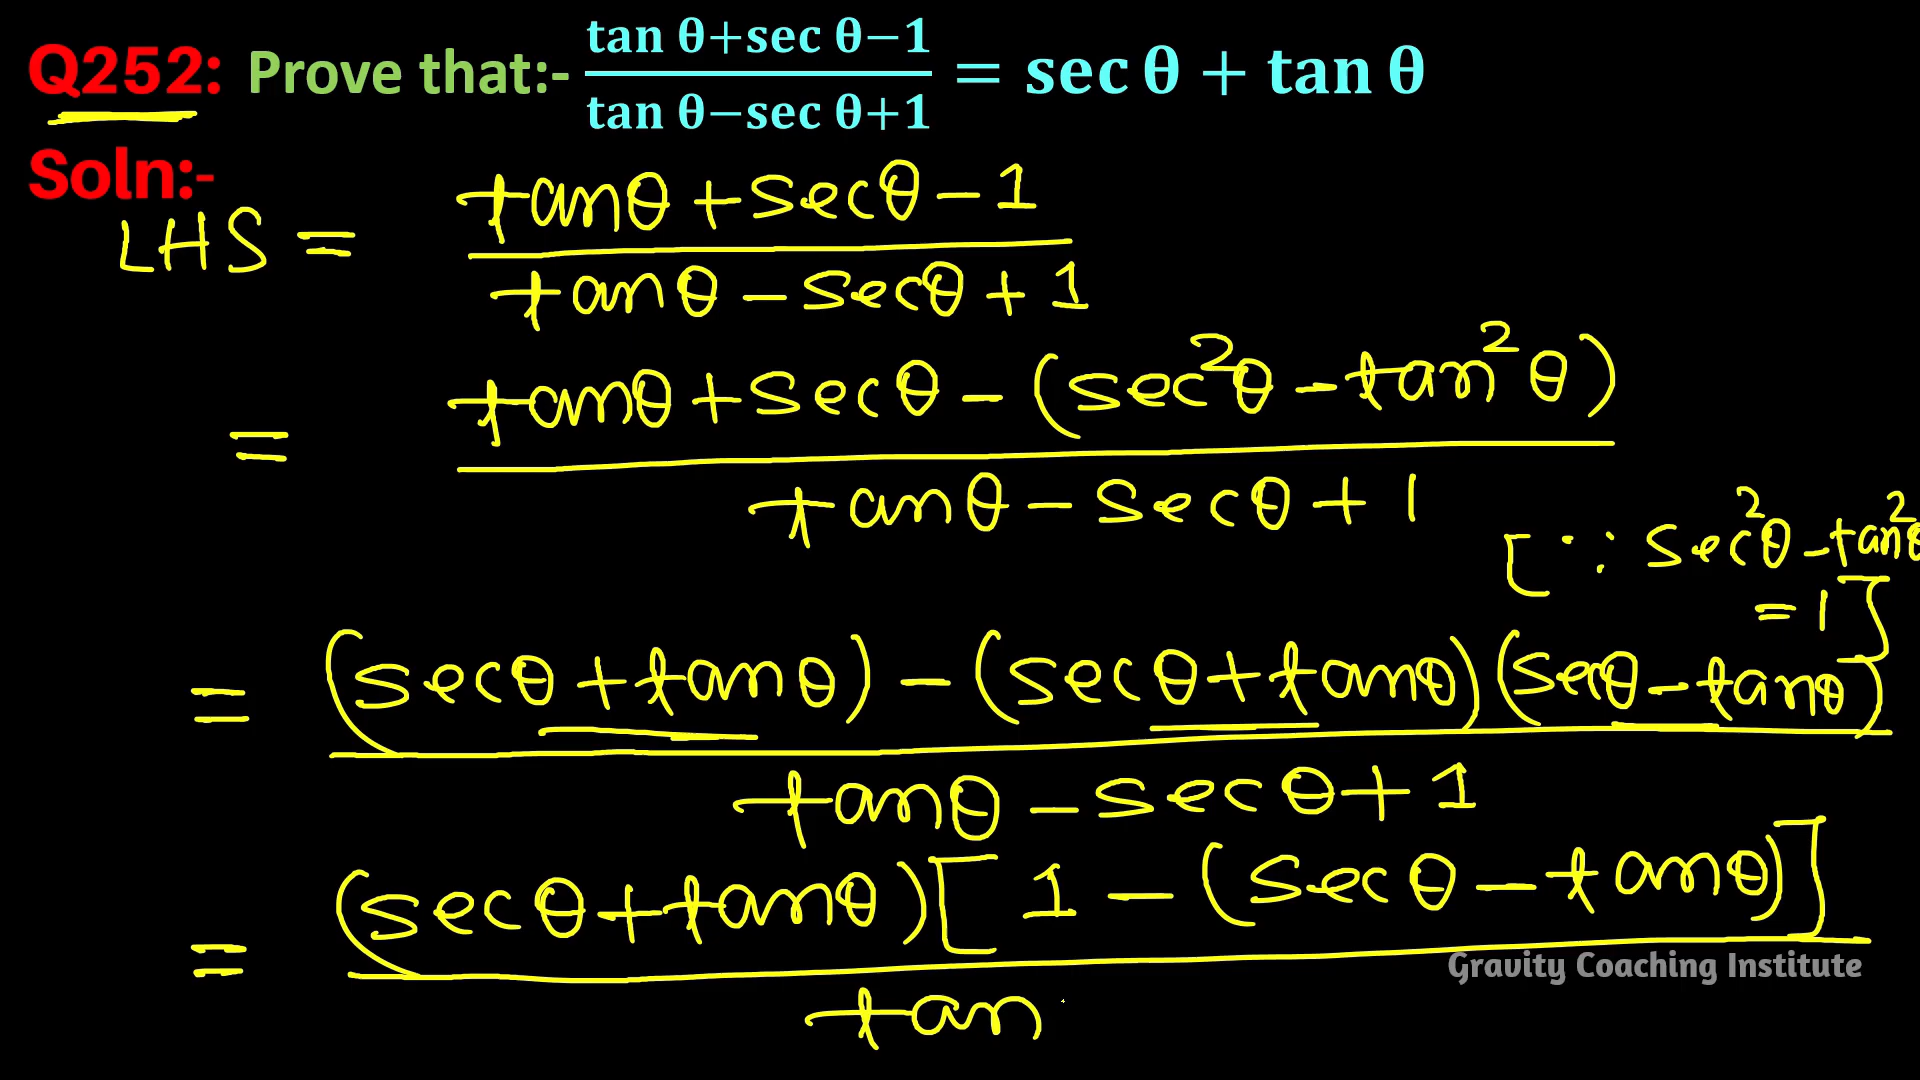 Q252: Prove that:- (tan θ+sec θ−1)/(tan θ−sec θ+1) = sec θ + tan θ
Soln:-
LHS = (tanθ + secθ − 1)/(tanθ − secθ + 1)
= (tanθ + secθ − (sec²θ − tan²θ))/(tanθ − secθ + 1)
[∵ sec²θ − tan²θ
= 1]
= ((secθ + tanθ) − (secθ + tanθ)(secθ − tanθ))/(tanθ − secθ + 1)
= (secθ + tanθ)[1 − (secθ − tanθ)]/tan
Gravity Coaching Institute